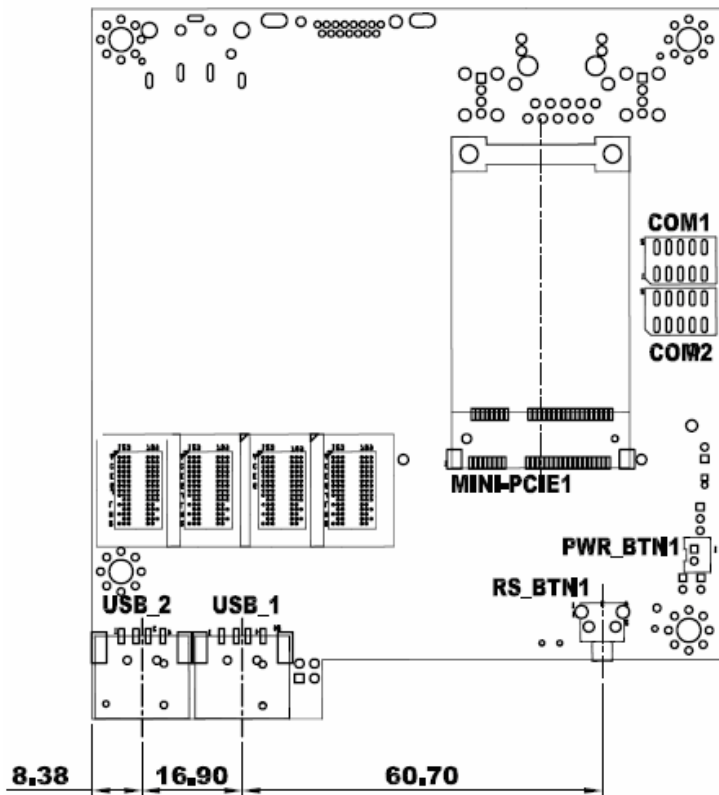 COM1
COM2
MINI-PCIE1
PWR_BTN1
RS_BTN1
USB_2 USB_1
8.38 16.90 60.70